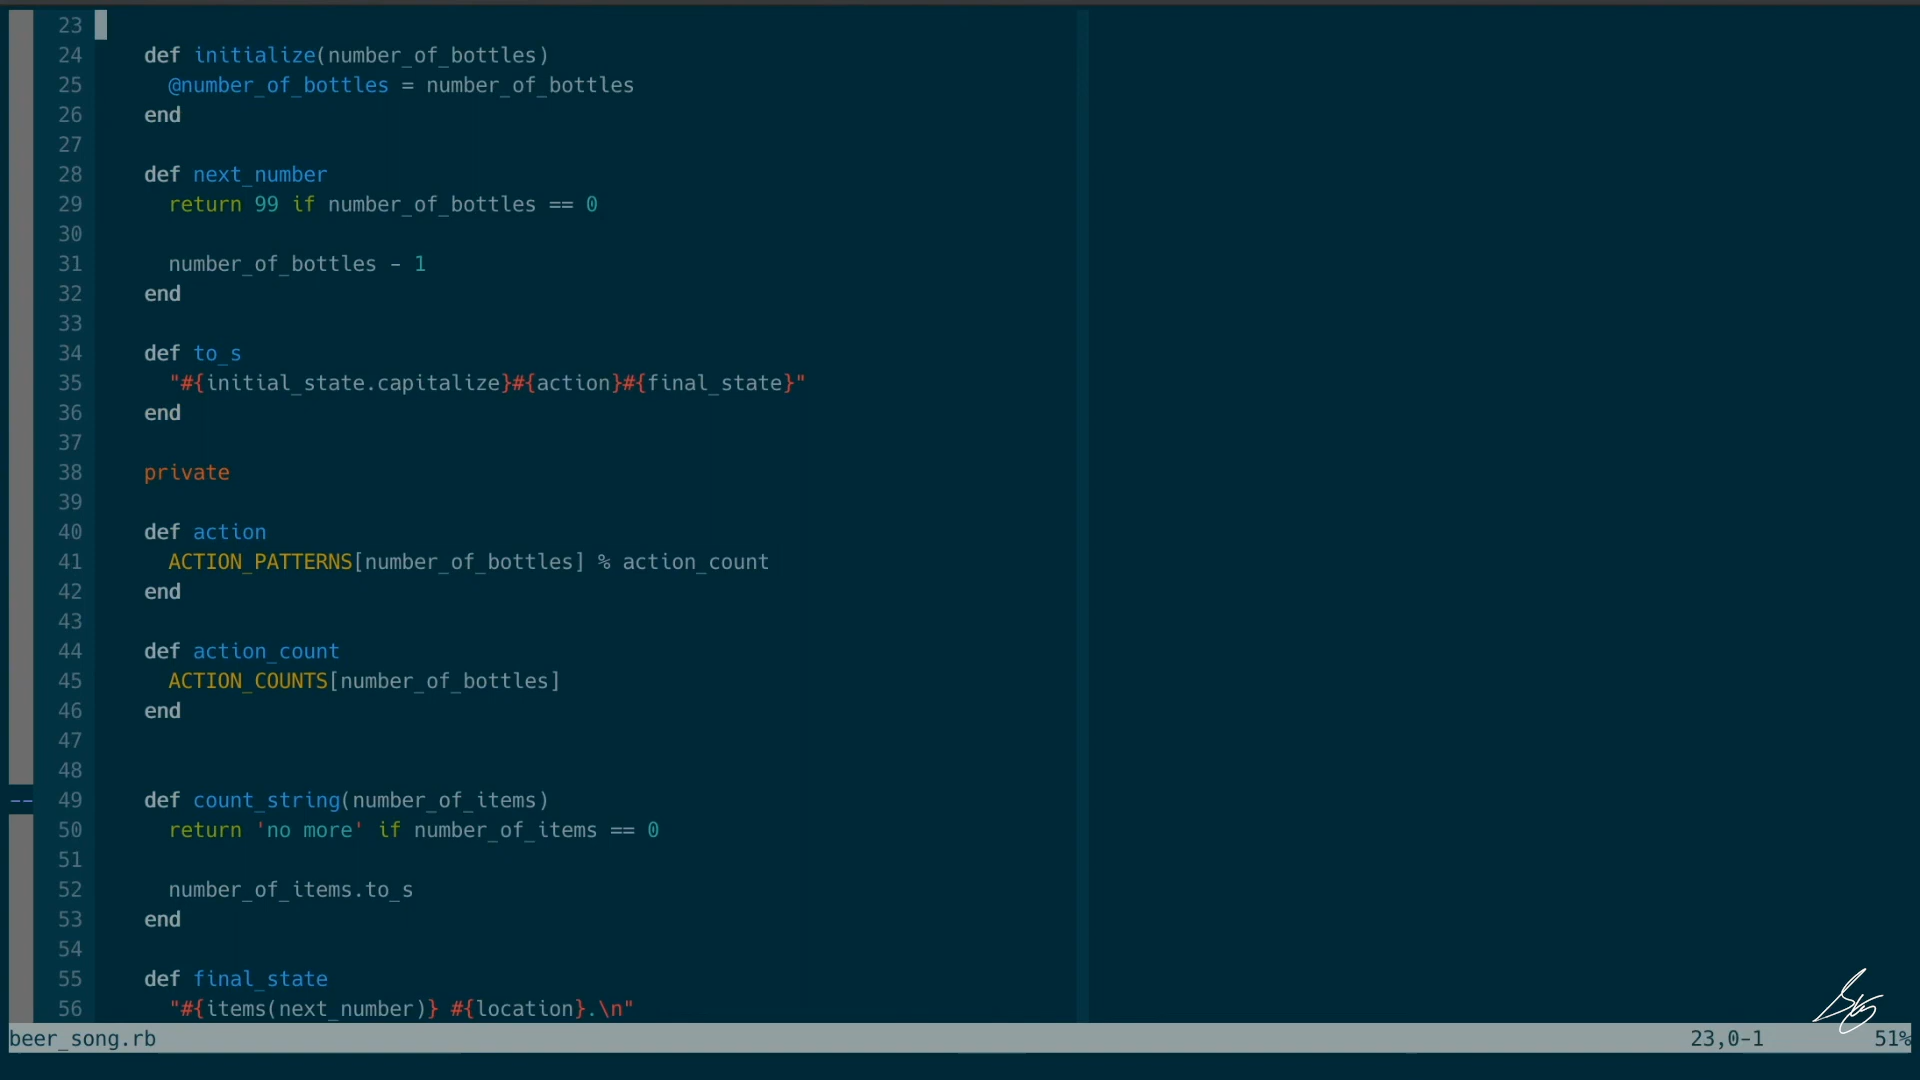 23
24 def initialize(number_of_bottles)
25 @number_of_bottles = number_of_bottles
26 end
27
28 def next_number
29 return 99 if number_of_bottles == 0
30
31 number_of_bottles - 1
32 end
33
34 def to_s
35 "#{initial_state.capitalize}#{action}#{final_state}"
36 end
37
38 private
39
40 def action
41 ACTION_PATTERNS[number_of_bottles] % action_count
42 end
43
44 def action_count
45 ACTION_COUNTS[number_of_bottles]
46 end
47
48
-- 49 def count_string(number_of_items)
50 return 'no more' if number_of_items == 0
51
52 number_of_items.to_s
53 end
54
55 def final_state
56 "#{items(next_number)} #{location}.\n"
beer_song.rb 23,0-1 51%